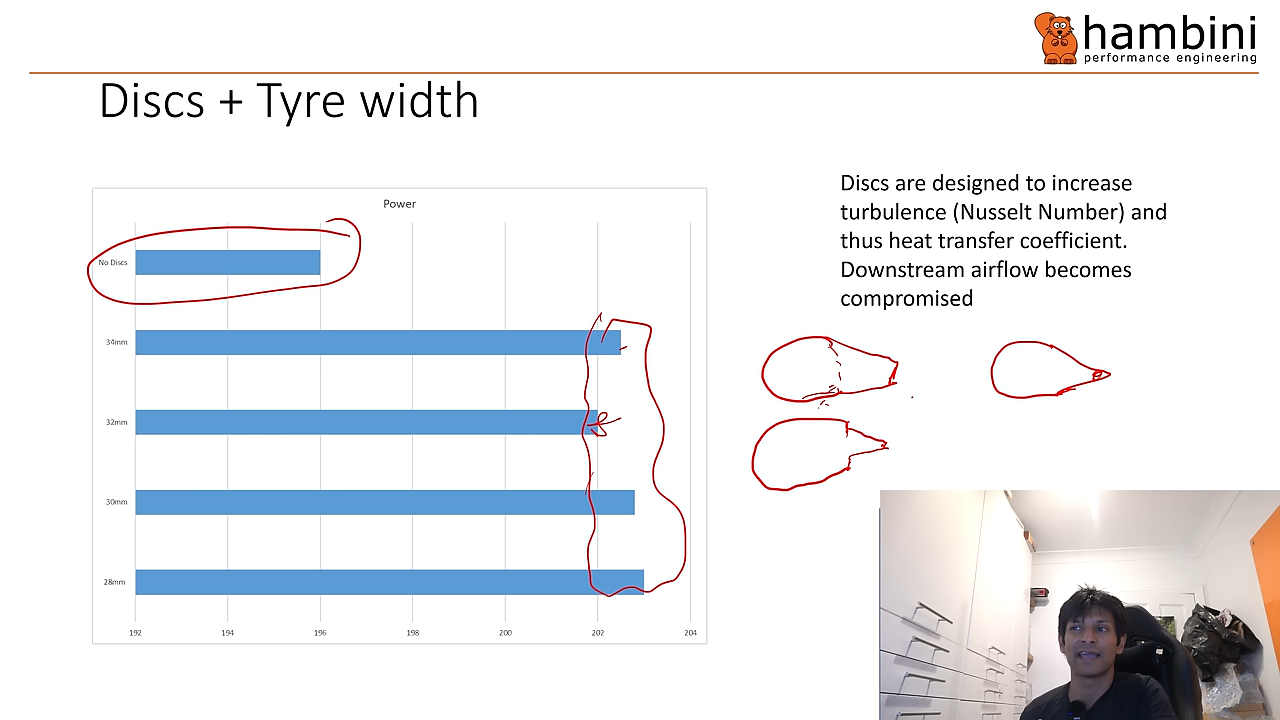 hambini
performance engineering
Discs + Tyre width
Power
No Discs
34mm
32mm
30mm
28mm
192 194 196 198 200 202 204
Discs are designed to increase
turbulence (Nusselt Number) and
thus heat transfer coefficient.
Downstream airflow becomes
compromised